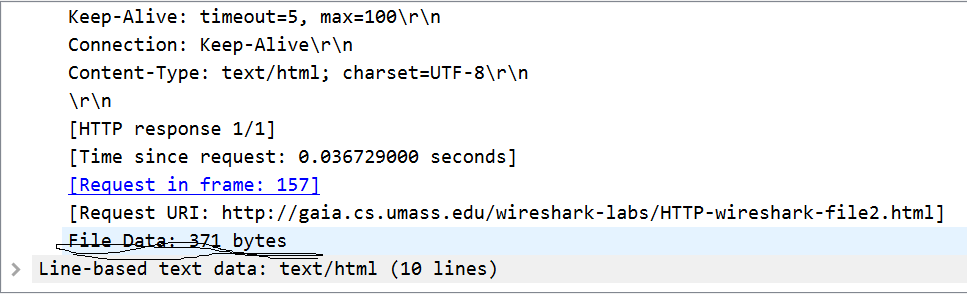 Keep-Alive: timeout=5, max=100\r\n
Connection: Keep-Alive\r\n
Content-Type: text/html; charset=UTF-8\r\n
\r\n
[HTTP response 1/1]
[Time since request: 0.036729000 seconds]
[Request in frame: 157]
[Request URI: http://gaia.cs.umass.edu/wireshark-labs/HTTP-wireshark-file2.html]
File Data: 371 bytes
Line-based text data: text/html (10 lines)